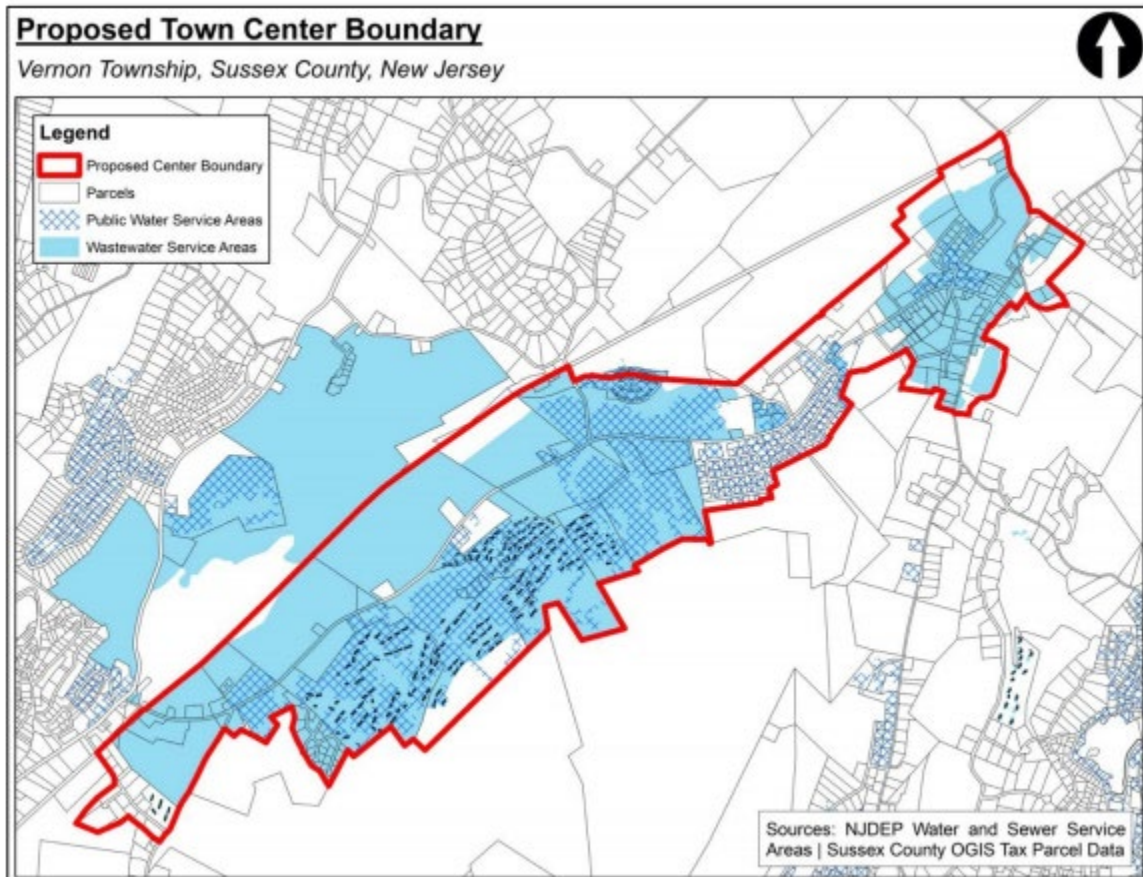 Proposed Town Center Boundary
Vernon Township, Sussex County, New Jersey
Legend
Proposed Center Boundary
Parcels
Public Water Service Areas
Wastewater Service Areas
Sources: NJDEP Water and Sewer Service
Areas | Sussex County OGIS Tax Parcel Data